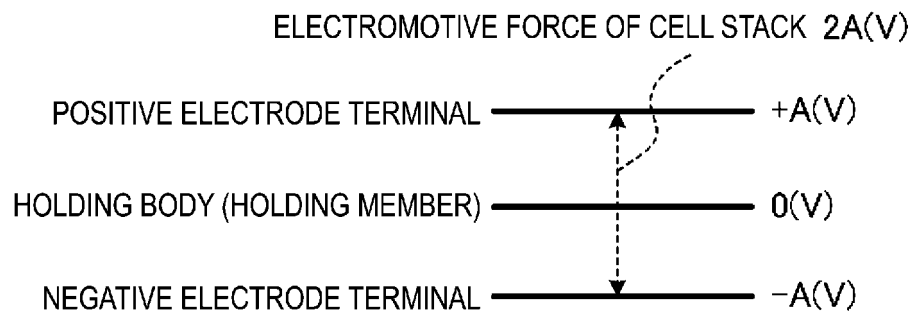 ELECTROMOTIVE FORCE OF CELL STACK 2A(V)
POSITIVE ELECTRODE TERMINAL +A(V)
HOLDING BODY (HOLDING MEMBER) 0(V)
NEGATIVE ELECTRODE TERMINAL −A(V)